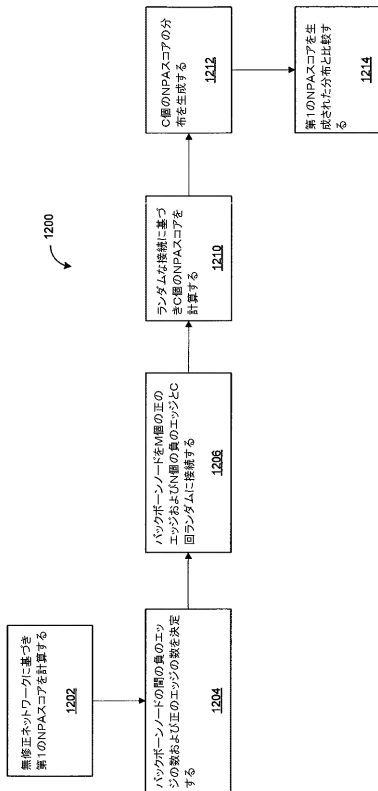 1200
無修正ネットワークに基づき
第1のNPAスコアを計算する
1202
バックボーンノードの間の負のエッ
ジの数および正のエッジの数を決定
する
1204
バックボーンノードをM個の正の
エッジおよびN個の負のエッジとC
回ランダムに接続する
1206
ランダムな接続に基づ
きC個のNPAスコアを
計算する
1210
C個のNPAスコアの分
布を生成する
1212
第1のNPAスコアを生
成された分布と比較す
る
1214